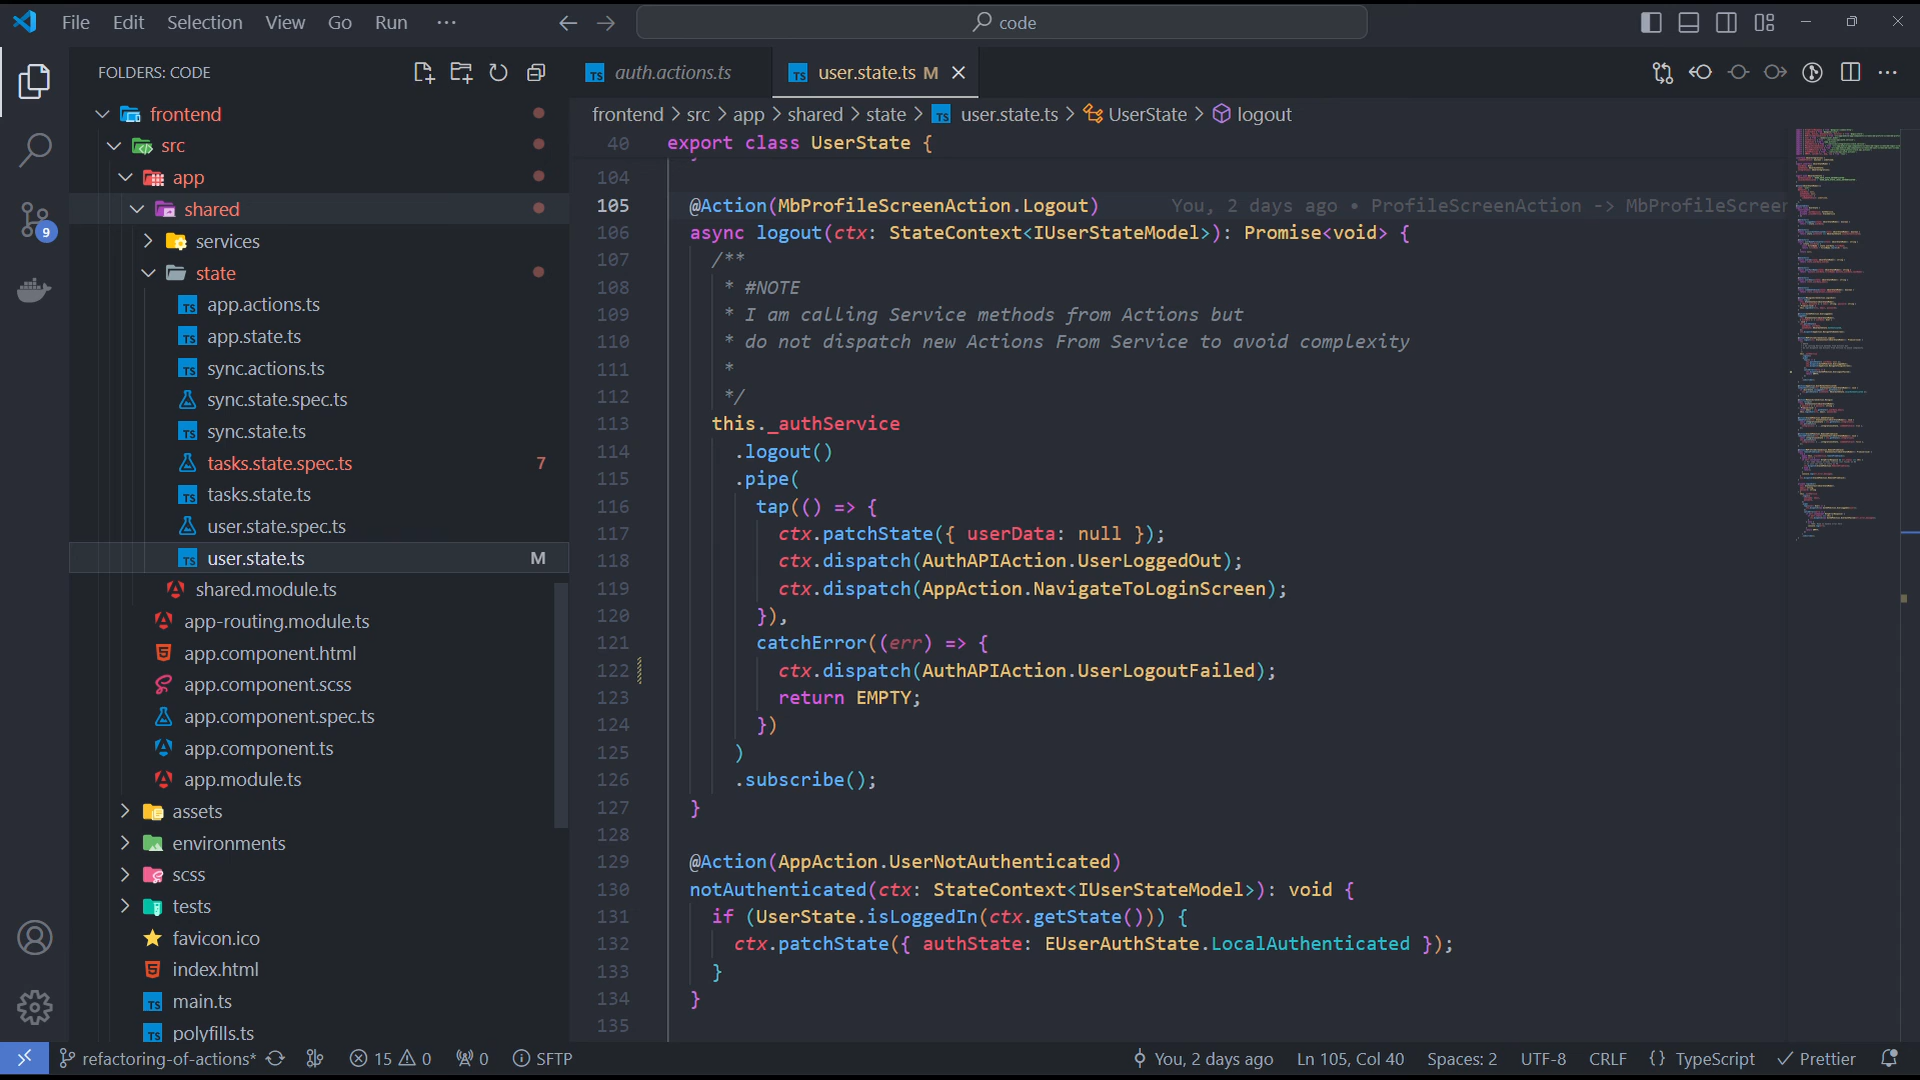 File Edit Selection View Go Run ··· code
FOLDERS: CODE
auth.actions.ts user.state.ts M
frontend
src
app
shared
services
state
app.actions.ts
app.state.ts
sync.actions.ts
sync.state.spec.ts
sync.state.ts
tasks.state.spec.ts 7
tasks.state.ts
user.state.spec.ts
user.state.ts M
shared.module.ts
app-routing.module.ts
app.component.html
app.component.scss
app.component.spec.ts
app.component.ts
app.module.ts
assets
environments
scss
tests
favicon.ico
index.html
main.ts
polyfills.ts
9
frontend > src > app > shared > state > user.state.ts > UserState > logout
40 export class UserState {
104
105 @Action(MbProfileScreenAction.Logout) You, 2 days ago • ProfileScreenAction -> MbProfileScreen
106 async logout(ctx: StateContext<IUserStateModel>): Promise<void> {
107 /**
108 * #NOTE
109 * I am calling Service methods from Actions but
110 * do not dispatch new Actions From Service to avoid complexity
111 *
112 */
113 this._authService
114 .logout()
115 .pipe(
116 tap(() => {
117 ctx.patchState({ userData: null });
118 ctx.dispatch(AuthAPIAction.UserLoggedOut);
119 ctx.dispatch(AppAction.NavigateToLoginScreen);
120 }),
121 catchError((err) => {
122 ctx.dispatch(AuthAPIAction.UserLogoutFailed);
123 return EMPTY;
124 })
125 )
126 .subscribe();
127 }
128
129 @Action(AppAction.UserNotAuthenticated)
130 notAuthenticated(ctx: StateContext<IUserStateModel>): void {
131 if (UserState.isLoggedIn(ctx.getState())) {
132 ctx.patchState({ authState: EUserAuthState.LocalAuthenticated });
133 }
134 }
135
refactoring-of-actions* 15 0 0 SFTP You, 2 days ago Ln 105, Col 40 Spaces: 2 UTF-8 CRLF {} TypeScript Prettier